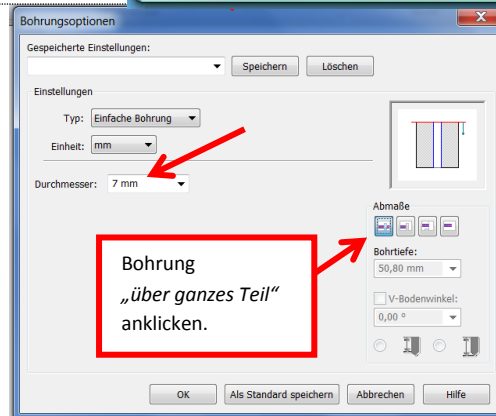 Bohrungsoptionen
Gespeicherte Einstellungen:
Speichern Löschen
Einstellungen
Typ: Einfache Bohrung
Einheit: mm
Durchmesser: 7 mm
Abmaße
Bohrtiefe:
50,80 mm
V-Bodenwinkel:
0,00 °
Bohrung
„über ganzes Teil“
anklicken.
OK Als Standard speichern Abbrechen Hilfe